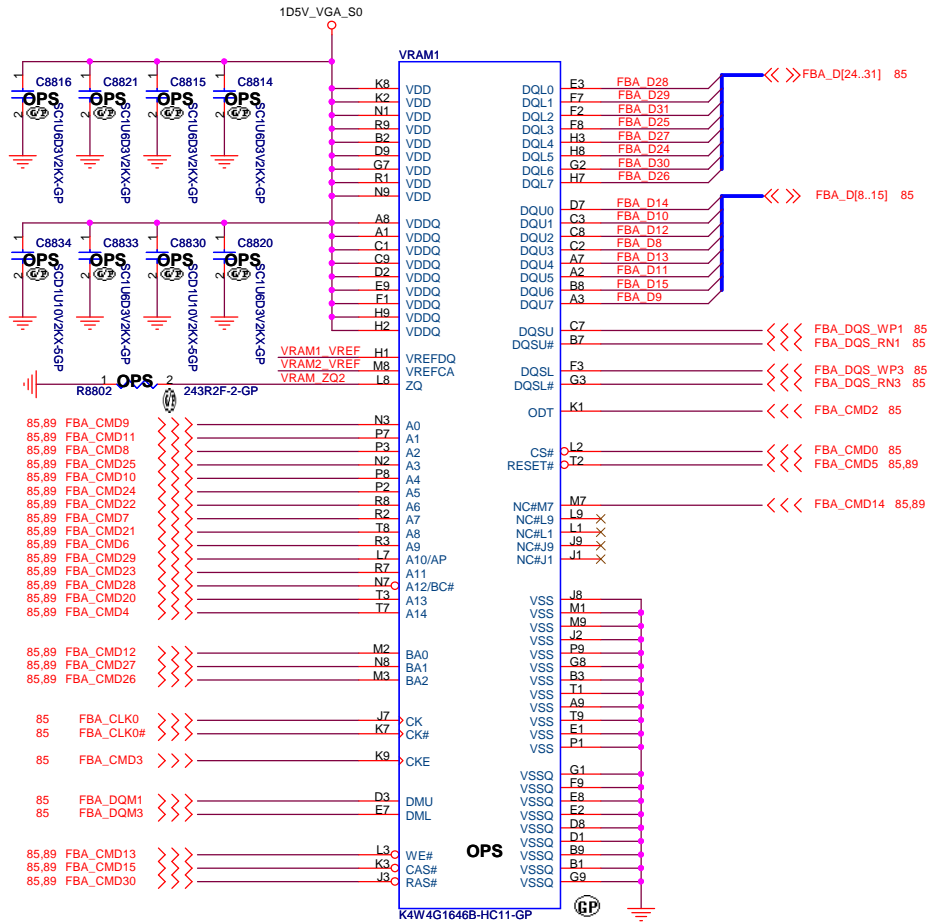 1D5V_VGA_S0
VRAM1
1 C8816 1 C8821 1 C8815 1 C8814
OPS OPS OPS OPS
2 G/P 2 G/P 2 G/P 2 G/P
SC1U6D3V2KX-GP SC1U6D3V2KX-GP SC1U6D3V2KX-GP SC1U6D3V2KX-GP
1 C8834 1 C8833 1 C8830 1 C8820
OPS OPS OPS OPS
2 G/P 2 G/P 2 G/P 2 G/P
SCD1U10V2KX-5GP SC1U6D3V2KX-GP SCD1U10V2KX-5GP SC1U6D3V2KX-GP
K8 VDD
K2 VDD
N1 VDD
R9 VDD
B2 VDD
D9 VDD
G7 VDD
R1 VDD
N9 VDD
A8 VDDQ
A1 VDDQ
C1 VDDQ
C9 VDDQ
D2 VDDQ
E9 VDDQ
F1 VDDQ
H9 VDDQ
H2 VDDQ
VRAM1_VREF H1 VREFDQ
VRAM2_VREF M8 VREFCA
VRAM_ZQ2 L8 ZQ
1 OPS 2
R8802 243R2F-2-GP
G/P
85,89 FBA_CMD9 N3 A0
85,89 FBA_CMD11 P7 A1
85,89 FBA_CMD8 P3 A2
85,89 FBA_CMD25 N2 A3
85,89 FBA_CMD10 P8 A4
85,89 FBA_CMD24 P2 A5
85,89 FBA_CMD22 R8 A6
85,89 FBA_CMD7 R2 A7
85,89 FBA_CMD21 T8 A8
85,89 FBA_CMD6 R3 A9
85,89 FBA_CMD29 L7 A10/AP
85,89 FBA_CMD23 R7 A11
85,89 FBA_CMD28 N7 A12/BC#
85,89 FBA_CMD20 T3 A13
85,89 FBA_CMD4 T7 A14
85,89 FBA_CMD12 M2 BA0
85,89 FBA_CMD27 N8 BA1
85,89 FBA_CMD26 M3 BA2
85 FBA_CLK0 J7 CK
85 FBA_CLK0# K7 CK#
85 FBA_CMD3 K9 CKE
85 FBA_DQM1 D3 DMU
85 FBA_DQM3 E7 DML
85,89 FBA_CMD13 L3 WE#
85,89 FBA_CMD15 K3 CAS#
85,89 FBA_CMD30 J3 RAS#
DQL0 E3 FBA_D28
DQL1 F7 FBA_D29
DQL2 F2 FBA_D31
DQL3 F8 FBA_D25
DQL4 H3 FBA_D27
DQL5 H8 FBA_D24
DQL6 G2 FBA_D30
DQL7 H7 FBA_D26
FBA_D[24..31] 85
DQU0 D7 FBA_D14
DQU1 C3 FBA_D10
DQU2 C8 FBA_D12
DQU3 C2 FBA_D8
DQU4 A7 FBA_D13
DQU5 A2 FBA_D11
DQU6 B8 FBA_D15
DQU7 A3 FBA_D9
FBA_D[8..15] 85
DQSU C7 FBA_DQS_WP1 85
DQSU# B7 FBA_DQS_RN1 85
DQSL F3 FBA_DQS_WP3 85
DQSL# G3 FBA_DQS_RN3 85
ODT K1 FBA_CMD2 85
CS# L2 FBA_CMD0 85
RESET# T2 FBA_CMD5 85,89
NC#M7 M7 FBA_CMD14 85,89
NC#L9 L9
NC#L1 L1
NC#J9 J9
NC#J1 J1
VSS J8
VSS M1
VSS M9
VSS J2
VSS P9
VSS G8
VSS B3
VSS T1
VSS A9
VSS T9
VSS E1
VSS P1
VSSQ G1
VSSQ F9
VSSQ E8
VSSQ E2
VSSQ D8
VSSQ D1
VSSQ B9
VSSQ B1
VSSQ G9
OPS
GP
K4W4G1646B-HC11-GP